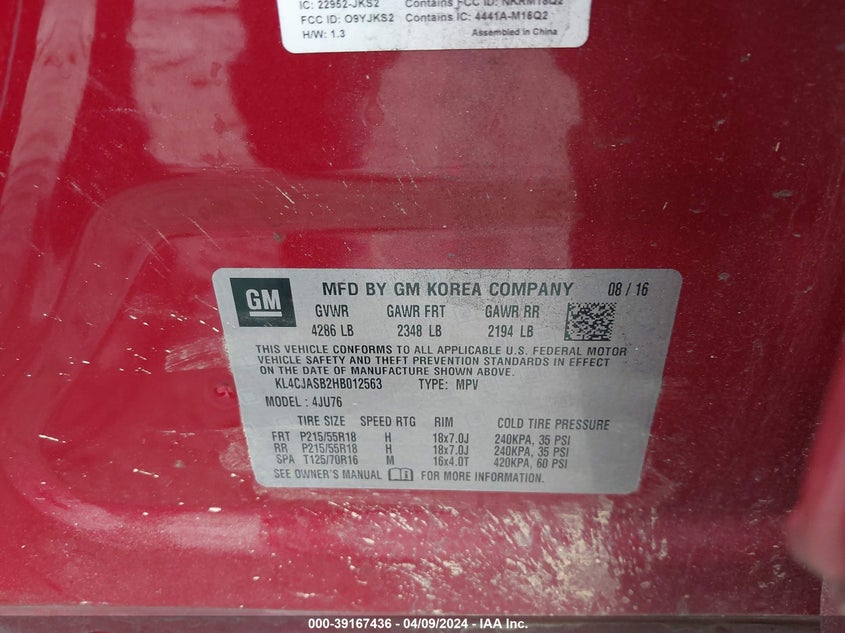 IC: 22952-JKS2 Contains FCC ID: NKRM18Q2
FCC ID: O9YJKS2 Contains IC: 4441A-M18Q2
H/W: 1.3 Assembled in China
GM MFD BY GM KOREA COMPANY 08 / 16
GVWR GAWR FRT GAWR RR
4286 LB 2348 LB 2194 LB
THIS VEHICLE CONFORMS TO ALL APPLICABLE U.S. FEDERAL MOTOR
VEHICLE SAFETY AND THEFT PREVENTION STANDARDS IN EFFECT
ON THE DATE OF MANUFACTURE SHOWN ABOVE.
KL4CJASB2HB012563 TYPE: MPV
MODEL : 4JU76
TIRE SIZE SPEED RTG RIM COLD TIRE PRESSURE
FRT P215/55R18 H 18x7.0J 240KPA, 35 PSI
RR P215/55R18 H 18x7.0J 240KPA, 35 PSI
SPA T125/70R16 M 16x4.0T 420KPA, 60 PSI
SEE OWNER'S MANUAL FOR MORE INFORMATION.
000-39167436 - 04/09/2024 - IAA Inc.